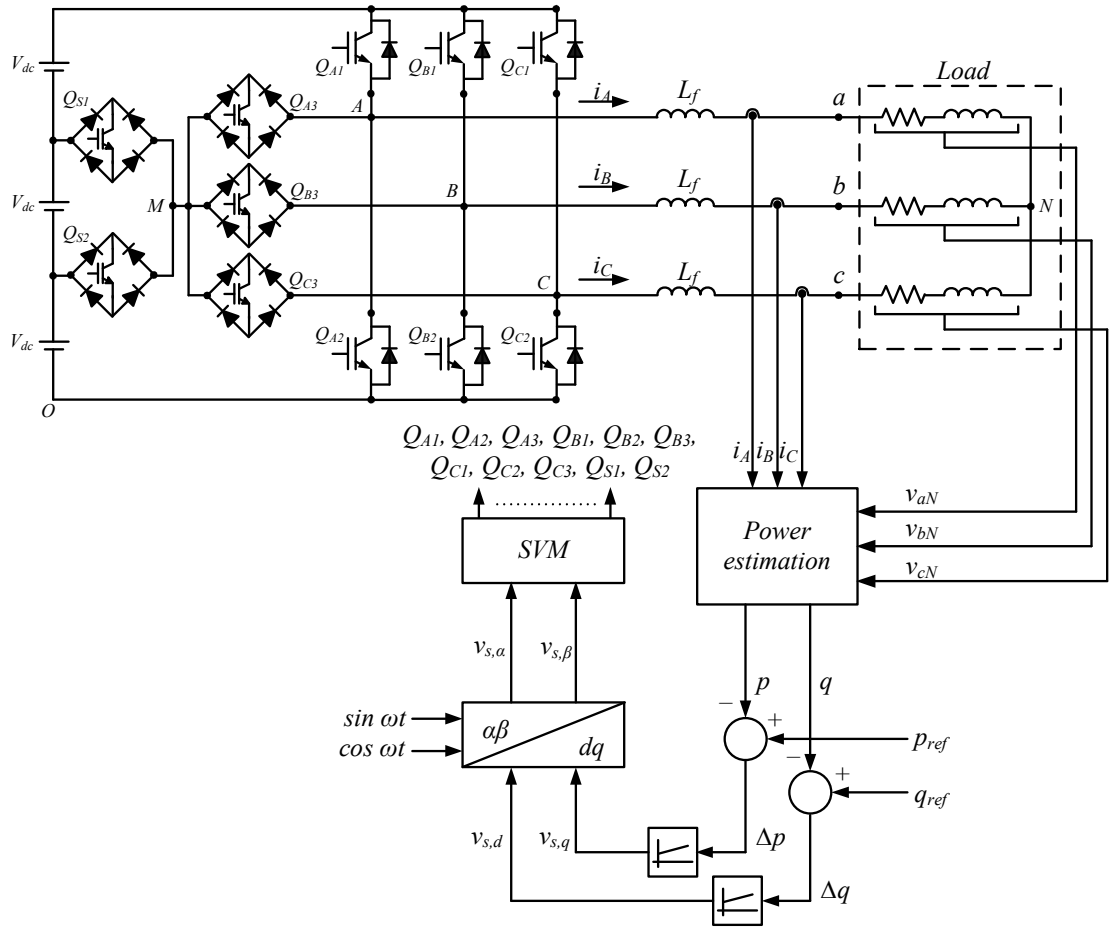 V_dc
V_dc
V_dc
Q_S1
Q_S2
Q_A3
Q_B3
Q_C3
M
O
Q_A1
Q_B1
Q_C1
A
B
C
Q_A2
Q_B2
Q_C2
i_A
i_B
i_C
L_f
L_f
L_f
a
b
c
Load
N
Q_A1, Q_A2, Q_A3, Q_B1, Q_B2, Q_B3,
Q_C1, Q_C2, Q_C3, Q_S1, Q_S2
SVM
i_A i_B i_C
Power
estimation
v_aN
v_bN
v_cN
v_s,α
v_s,β
sin ωt
cos ωt
αβ
dq
p
q
−
+
p_ref
−
+
q_ref
v_s,d
v_s,q
Δp
Δq